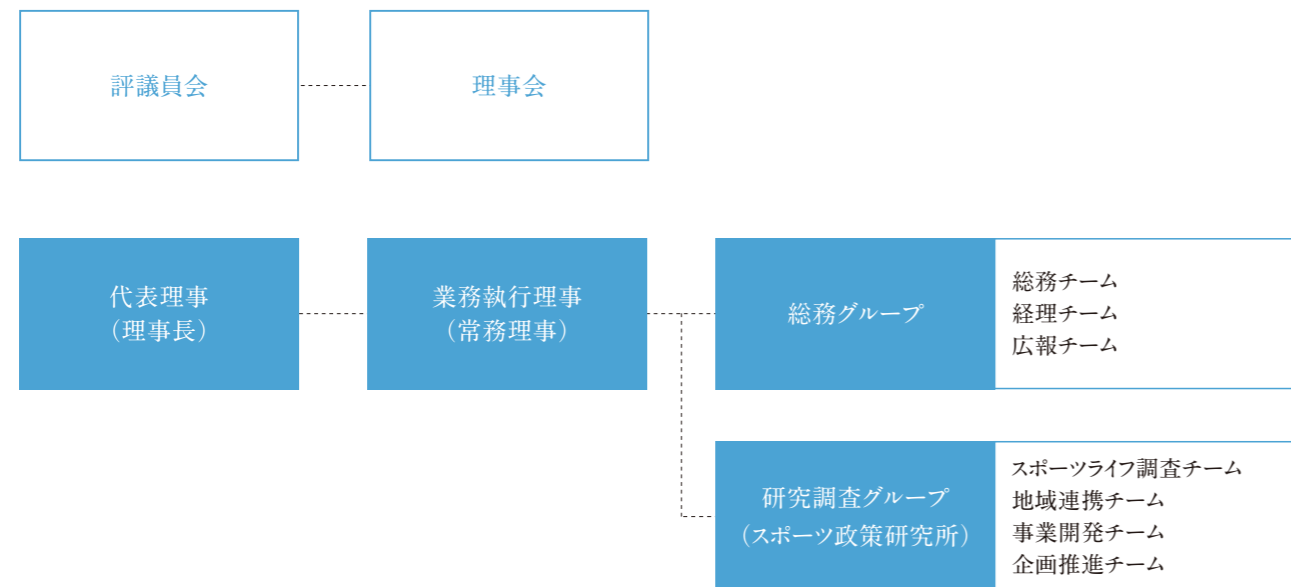 評議員会
理事会
代表理事
（理事長）
業務執行理事
（常務理事）
総務グループ
総務チーム
経理チーム
広報チーム
研究調査グループ
（スポーツ政策研究所）
スポーツライフ調査チーム
地域連携チーム
事業開発チーム
企画推進チーム